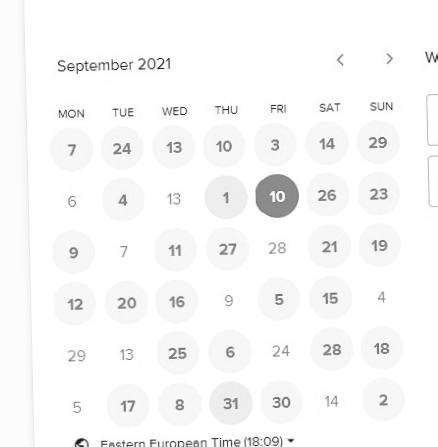 September 2021 < > W
MON TUE WED THU FRI SAT SUN
7 24 13 10 3 14 29
6 4 13 1 10 26 23
9 7 11 27 28 21 19
12 20 16 9 5 15 4
29 13 25 6 24 28 18
5 17 8 31 30 14 2
Eastern European Time (18:09)